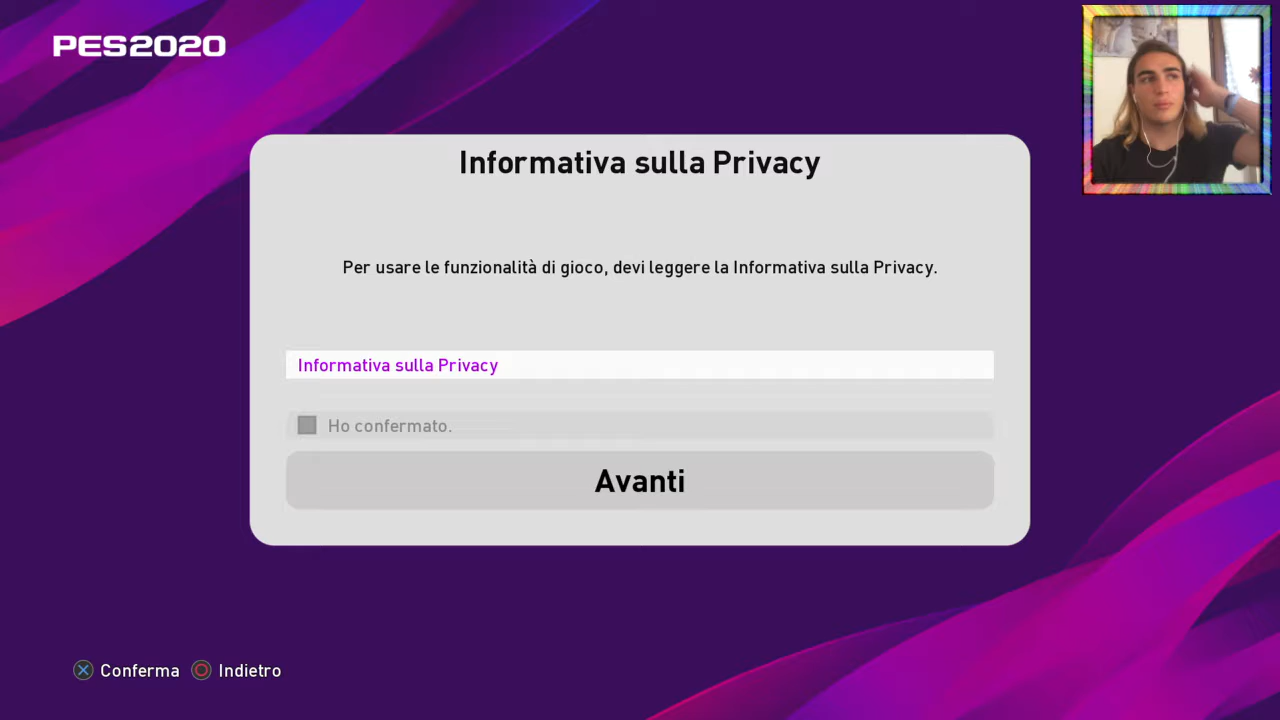 PES2020
Informativa sulla Privacy
Per usare le funzionalità di gioco, devi leggere la Informativa sulla Privacy.
Informativa sulla Privacy
Ho confermato.
Avanti
Conferma Indietro